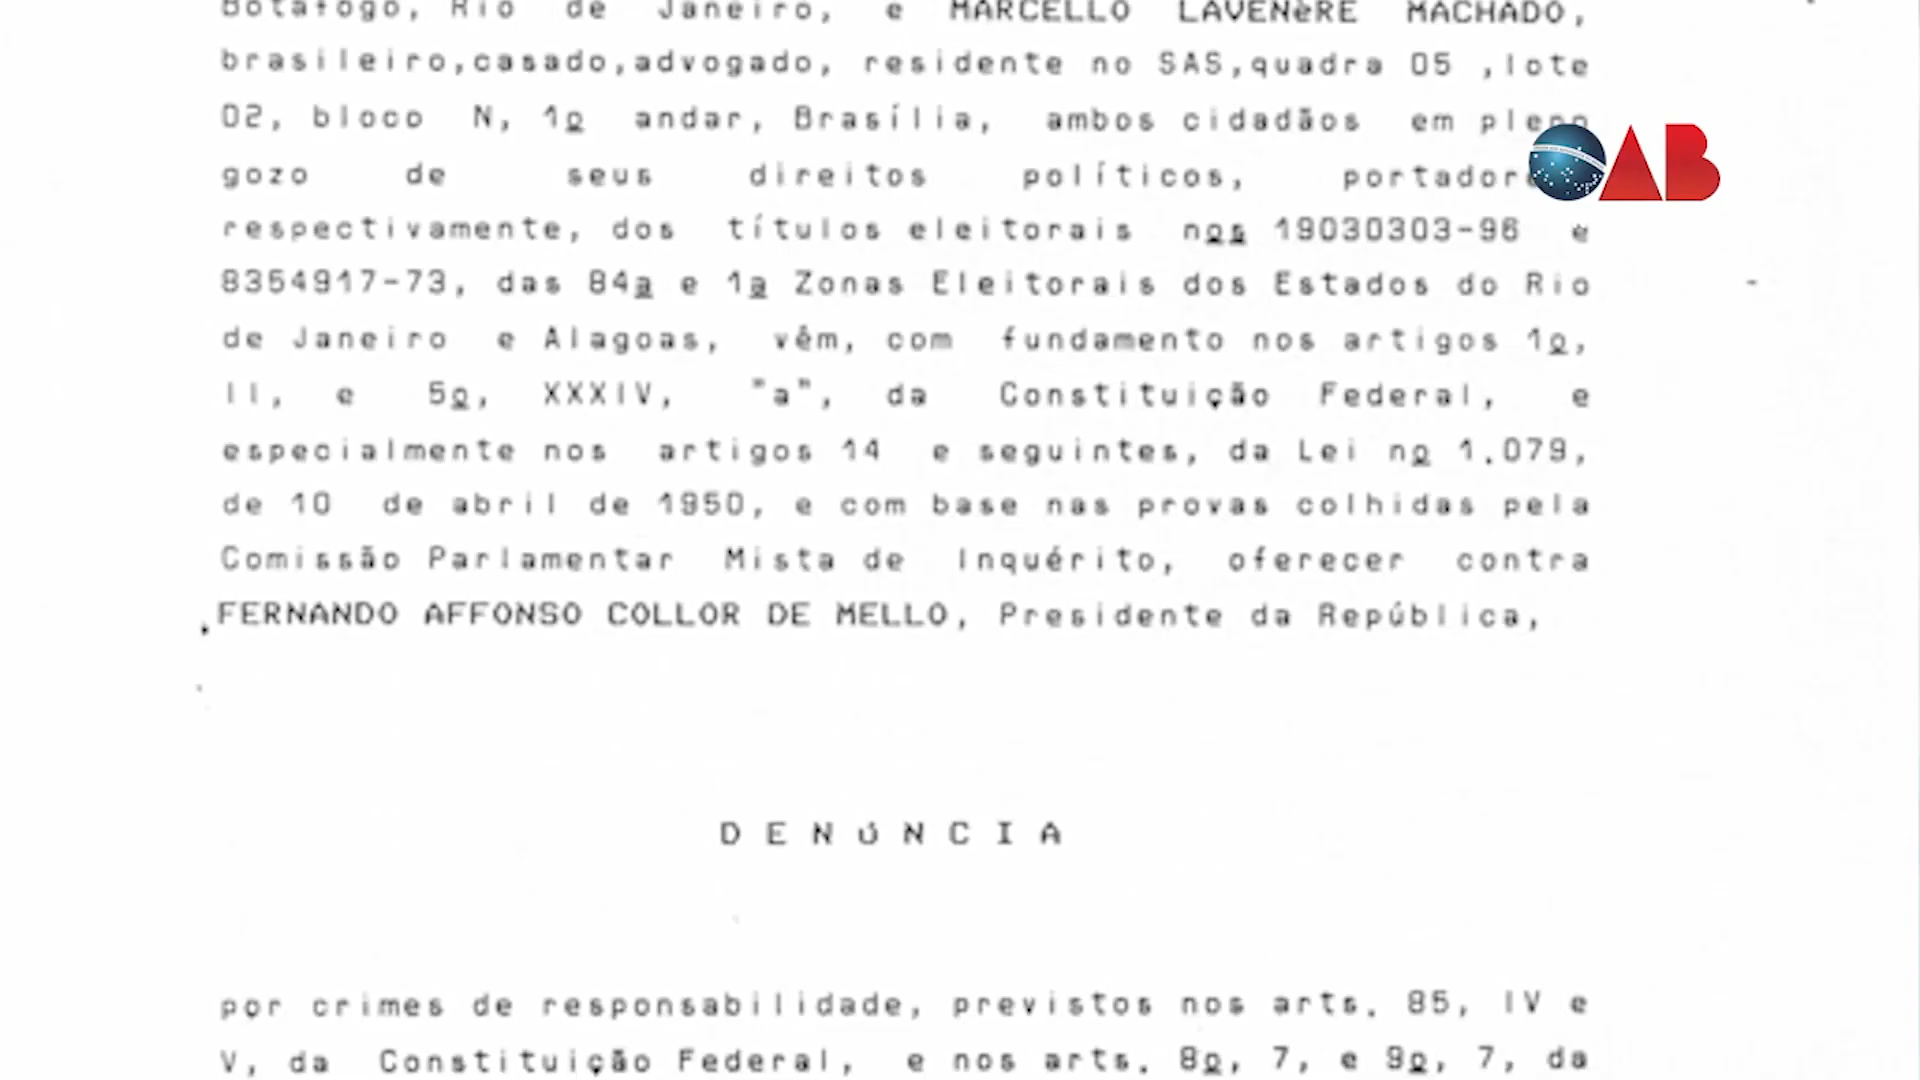 Botafogo, Rio de Janeiro, e MARCELLO LAVENèRE MACHADO,
brasileiro,casado,advogado, residente no SAS,quadra 05 ,lote
02, bloco N, 1º andar, Brasília, ambos cidadãos em pleno
gozo de seus direitos políticos,
OAB
respectivamente, dos títulos eleitorais nºs 19030303-96 e
8354917-73, das 84ª e 1ª Zonas Eleitorais dos Estados do Rio
de Janeiro e Alagoas, vêm, com fundamento nos artigos 1º,
II, e 5º, XXXIV, "a", da Constituição Federal, e
especialmente nos artigos 14 e seguintes, da Lei nº 1.079,
de 10 de abril de 1950, e com base nas provas colhidas pela
Comissão Parlamentar Mista de Inquérito, oferecer contra
FERNANDO AFFONSO COLLOR DE MELLO, Presidente da República,
D E N ú N C I A
por crimes de responsabilidade, previstos nos arts. 85, IV e
V, da Constituição Federal, e nos arts. 8º, 7, e 9º, 7, da